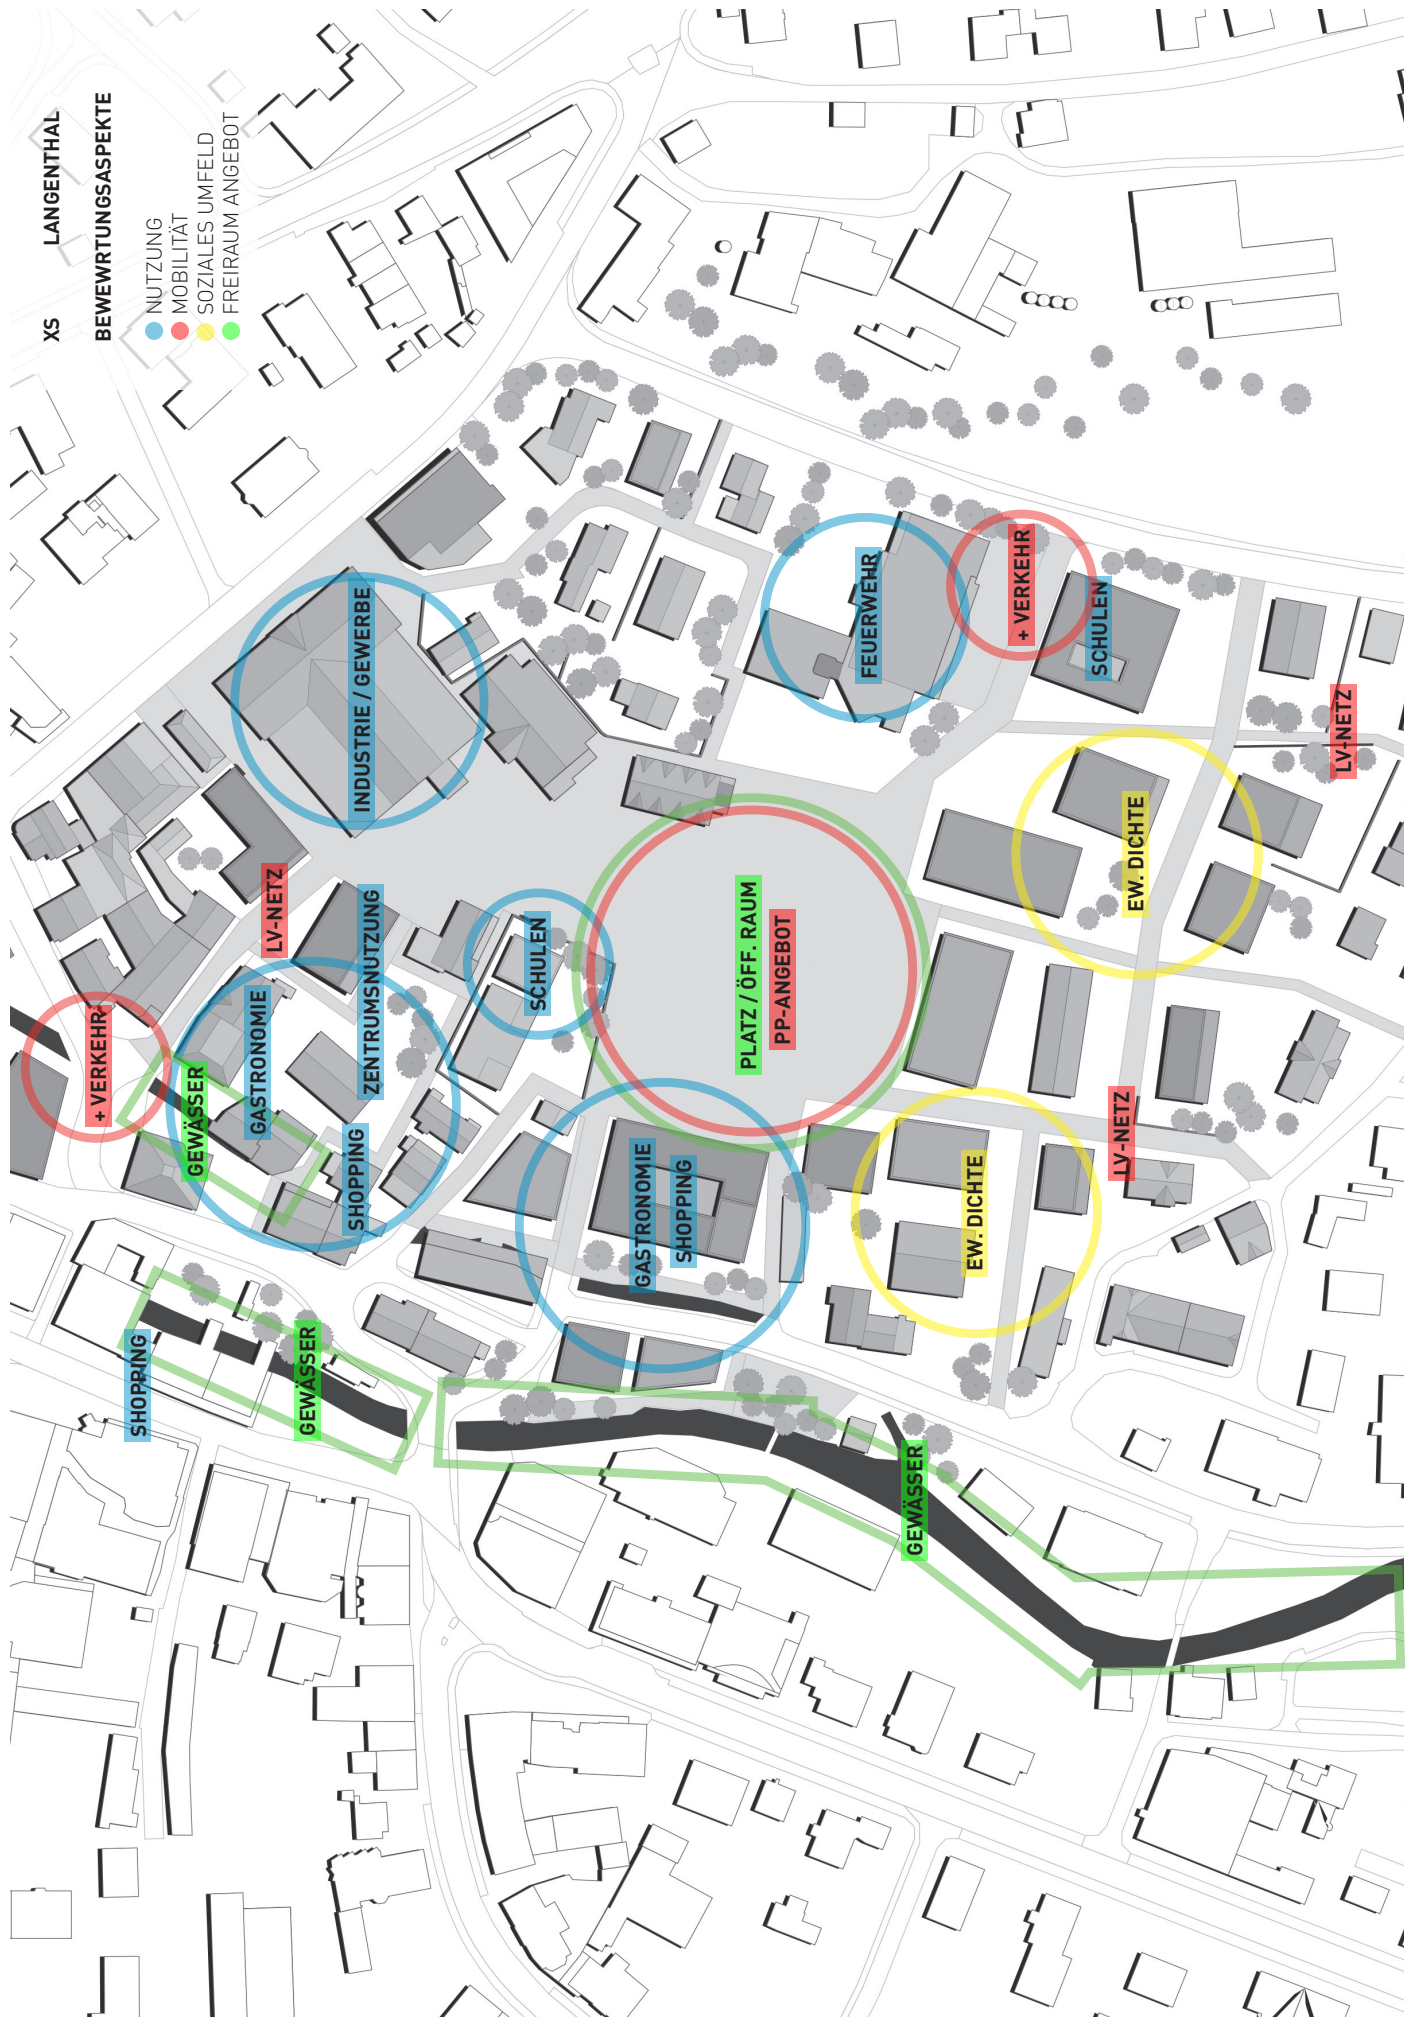 XS LANGENTHAL
BEWEWRTUNGSASPEKTE
NUTZUNG
MOBILITÄT
SOZIALES UMFELD
FREIRAUM ANGEBOT
+ VERKEHR
SHOPPING
GEWÄSSER
GASTRONOMIE
LV-NETZ
GEWÄSSER
SHOPPING
ZENTRUMSNUTZUNG
INDUSTRIE / GEWERBE
SCHULEN
GASTRONOMIE
SHOPPING
PLATZ / ÖFF. RAUM
PP-ANGEBOT
FEUERWEHR
GEWÄSSER
EW. DICHTE
+ VERKEHR
SCHULEN
LV-NETZ
EW. DICHTE
LV-NETZ